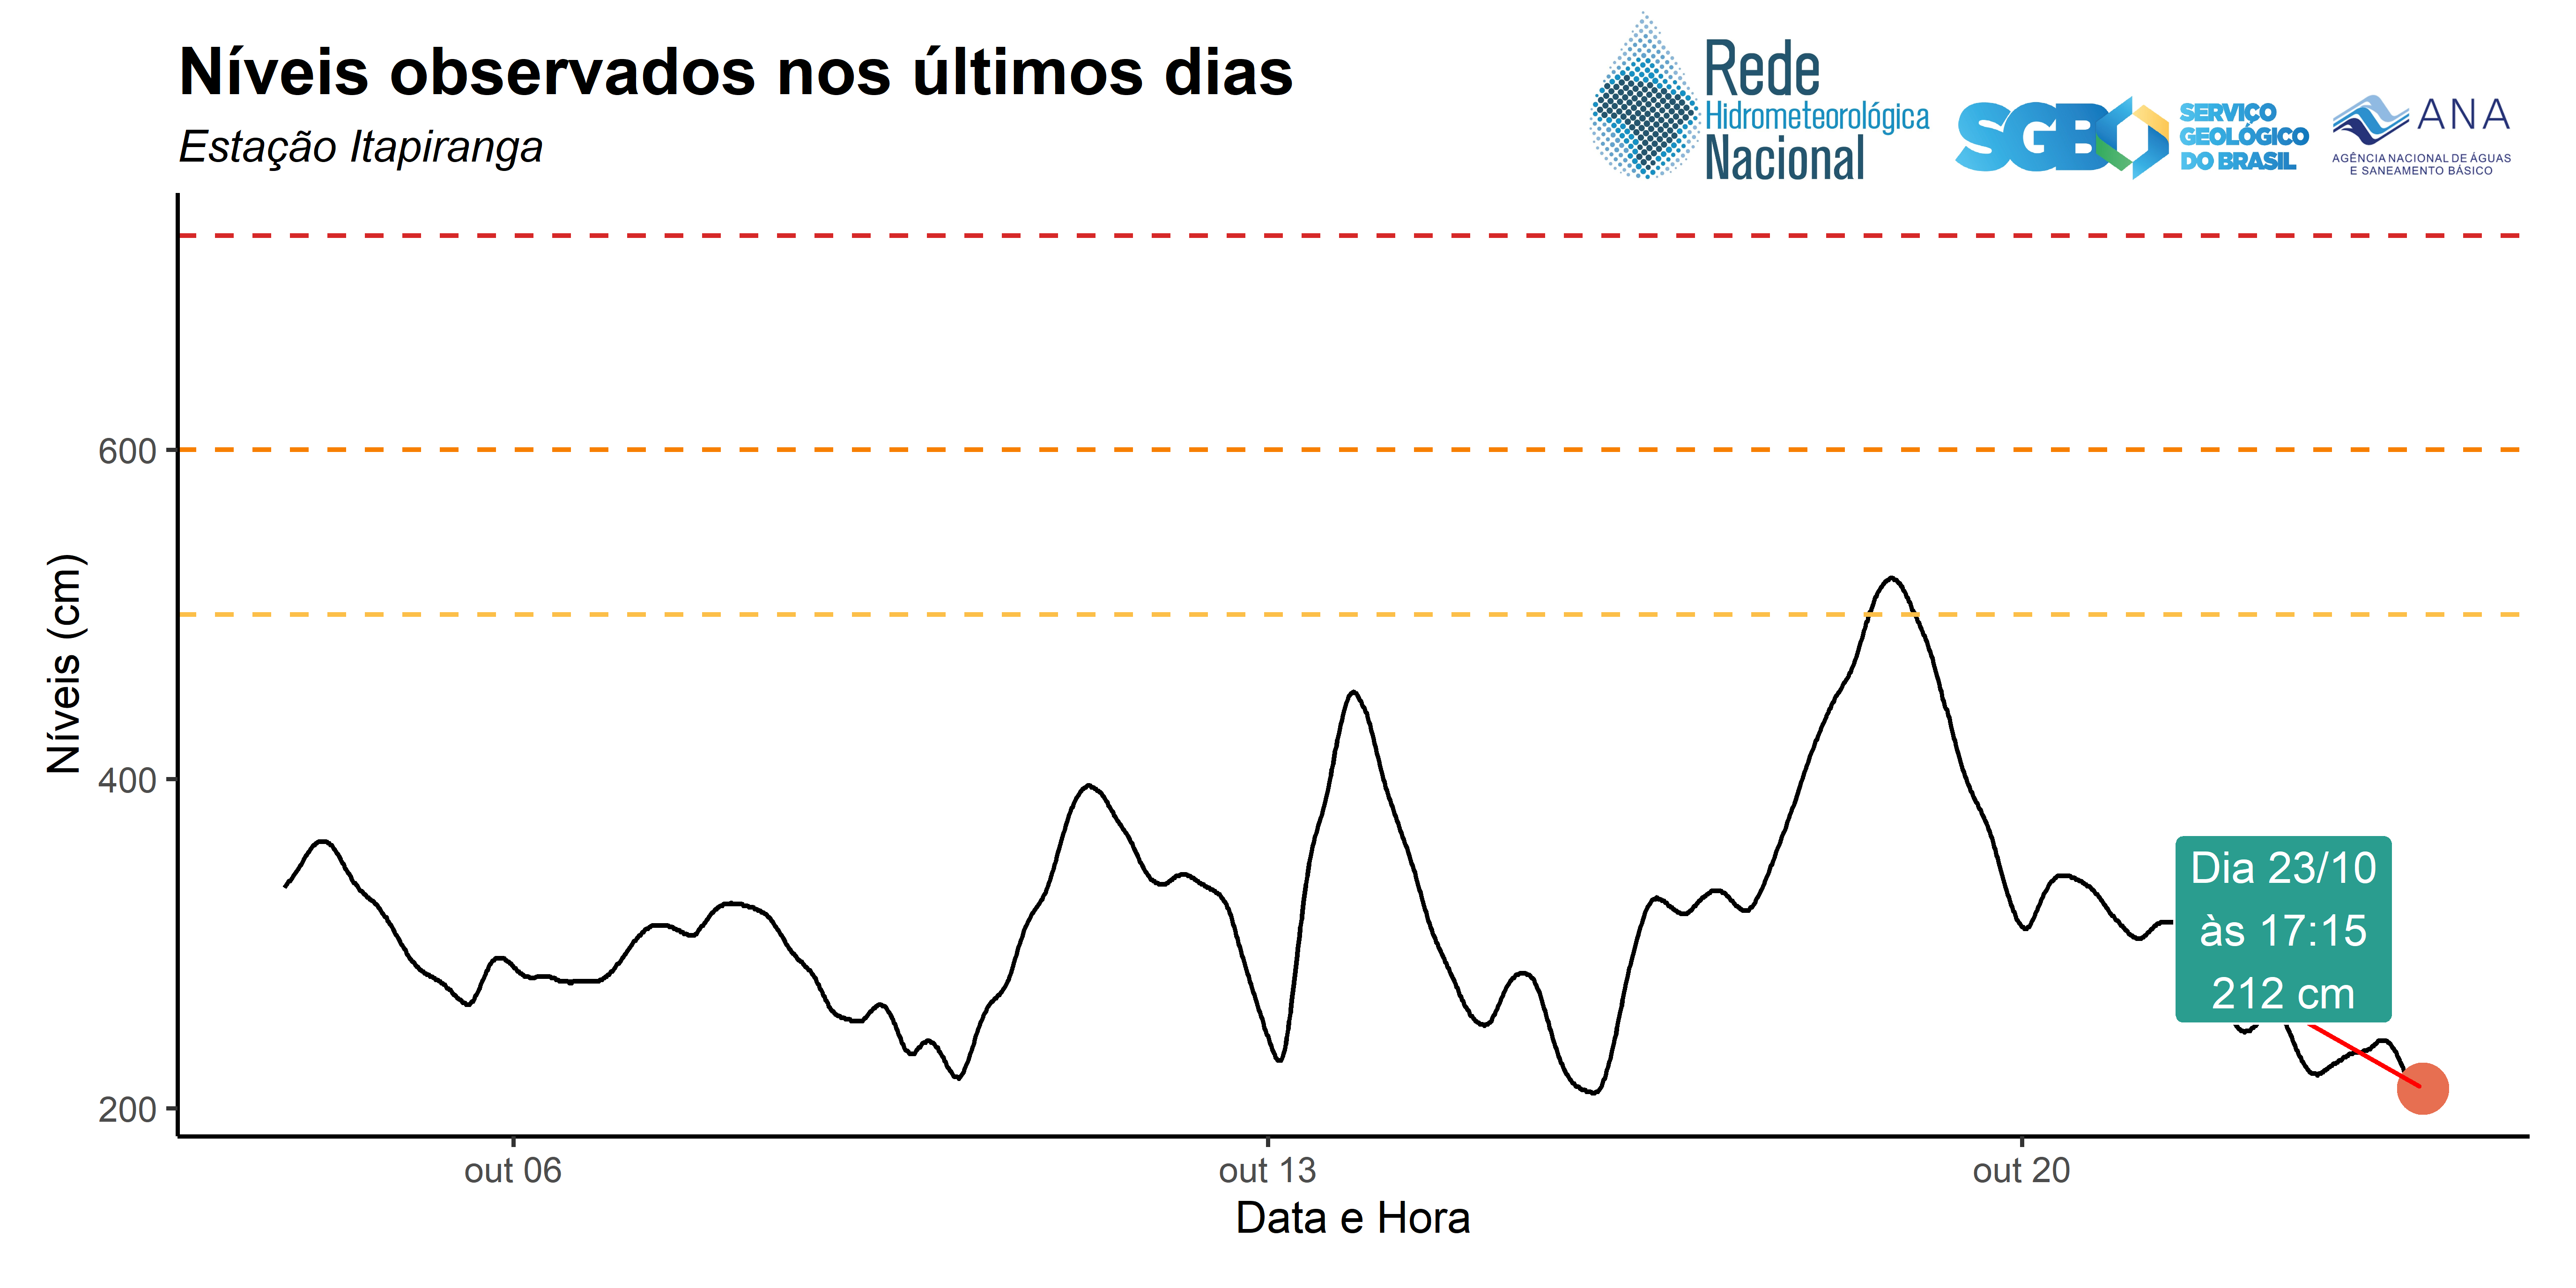 Níveis observados nos últimos dias
Estação Itapiranga
Rede
Hidrometeorológica
Nacional
SGB
SERVIÇO
GEOLÓGICO
DO BRASIL
ANA
AGÊNCIA NACIONAL DE ÁGUAS
E SANEAMENTO BÁSICO
Níveis (cm)
600
400
200
Dia 23/10
às 17:15
212 cm
out 06
out 13
out 20
Data e Hora